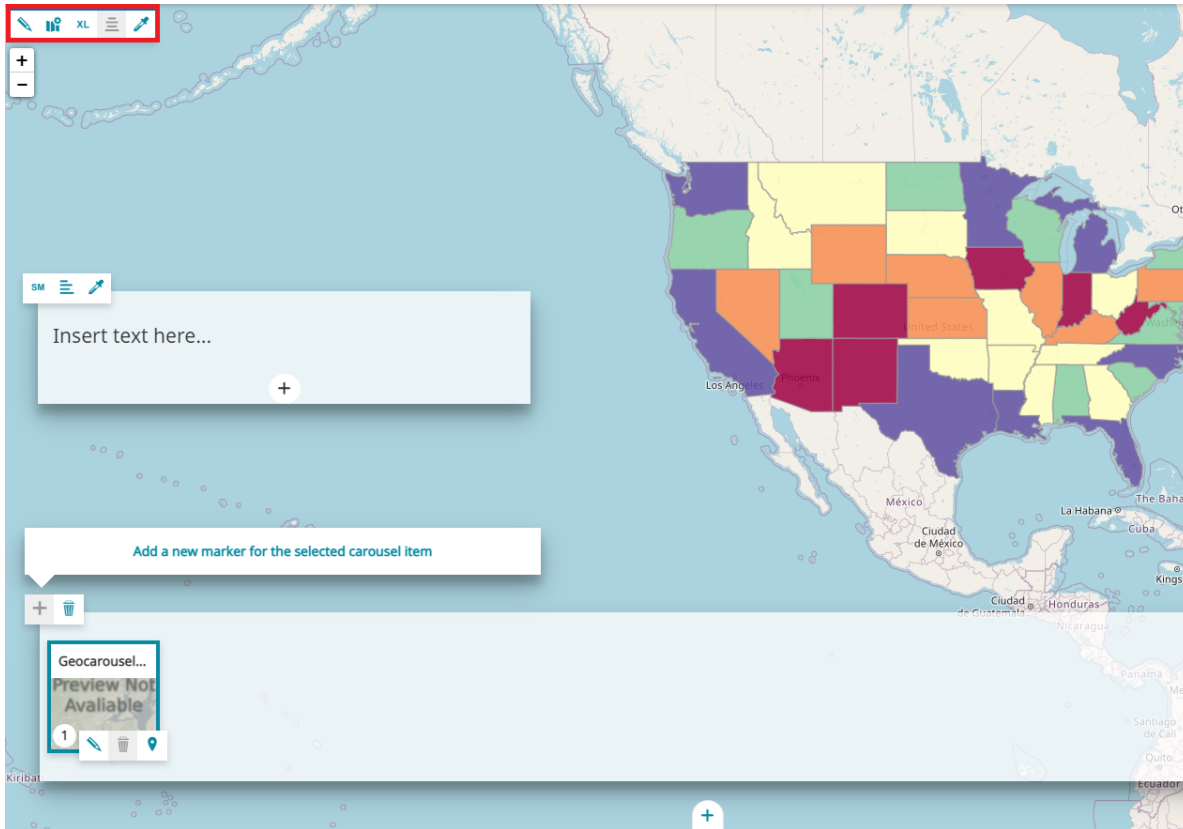 XL
+
−
Ot
SM
Insert text here...
+
United States
Washin
Los Angeles
Phoenix
México
La Habana
The Baha
Ciudad
de México
Cuba
Add a new marker for the selected carousel item
Kings
+
Ciudad
de Guatemala
Honduras
Nicaragua
Geocarousel...
Preview Not
Avaliable
1
Panamá
Me
Santiago
de Cali
Quito
Kiribat
Ecuador
+